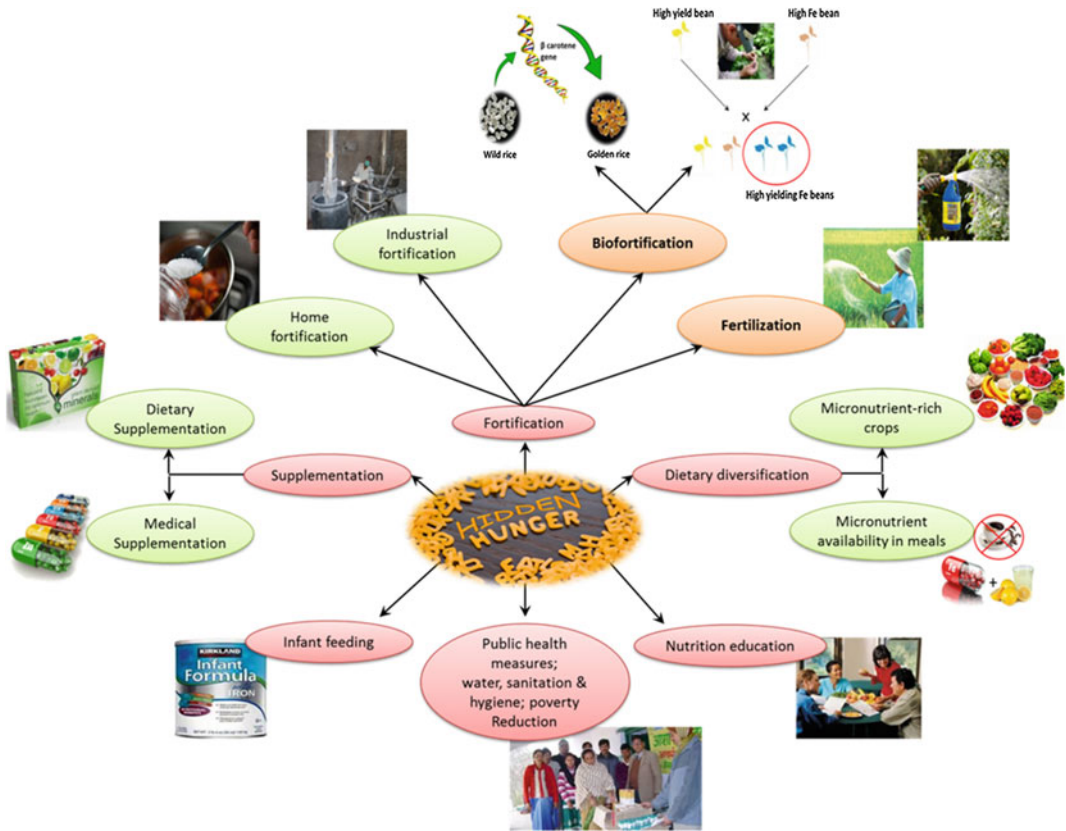 High yield bean
High Fe bean
β carotene
gene
X
Wild rice
Golden rice
High yielding Fe beans
Industrial
fortification
Biofortification
Home
fortification
Fertilization
minerals
Dietary
Supplementation
Fortification
Micronutrient-rich
crops
Supplementation
Dietary diversification
HIDDEN
HUNGER
Medical
Supplementation
Micronutrient
availability in meals
+
Infant feeding
Public health
measures;
water, sanitation &
hygiene; poverty
Reduction
Nutrition education
KIRKLAND
Infant
Formula
IRON